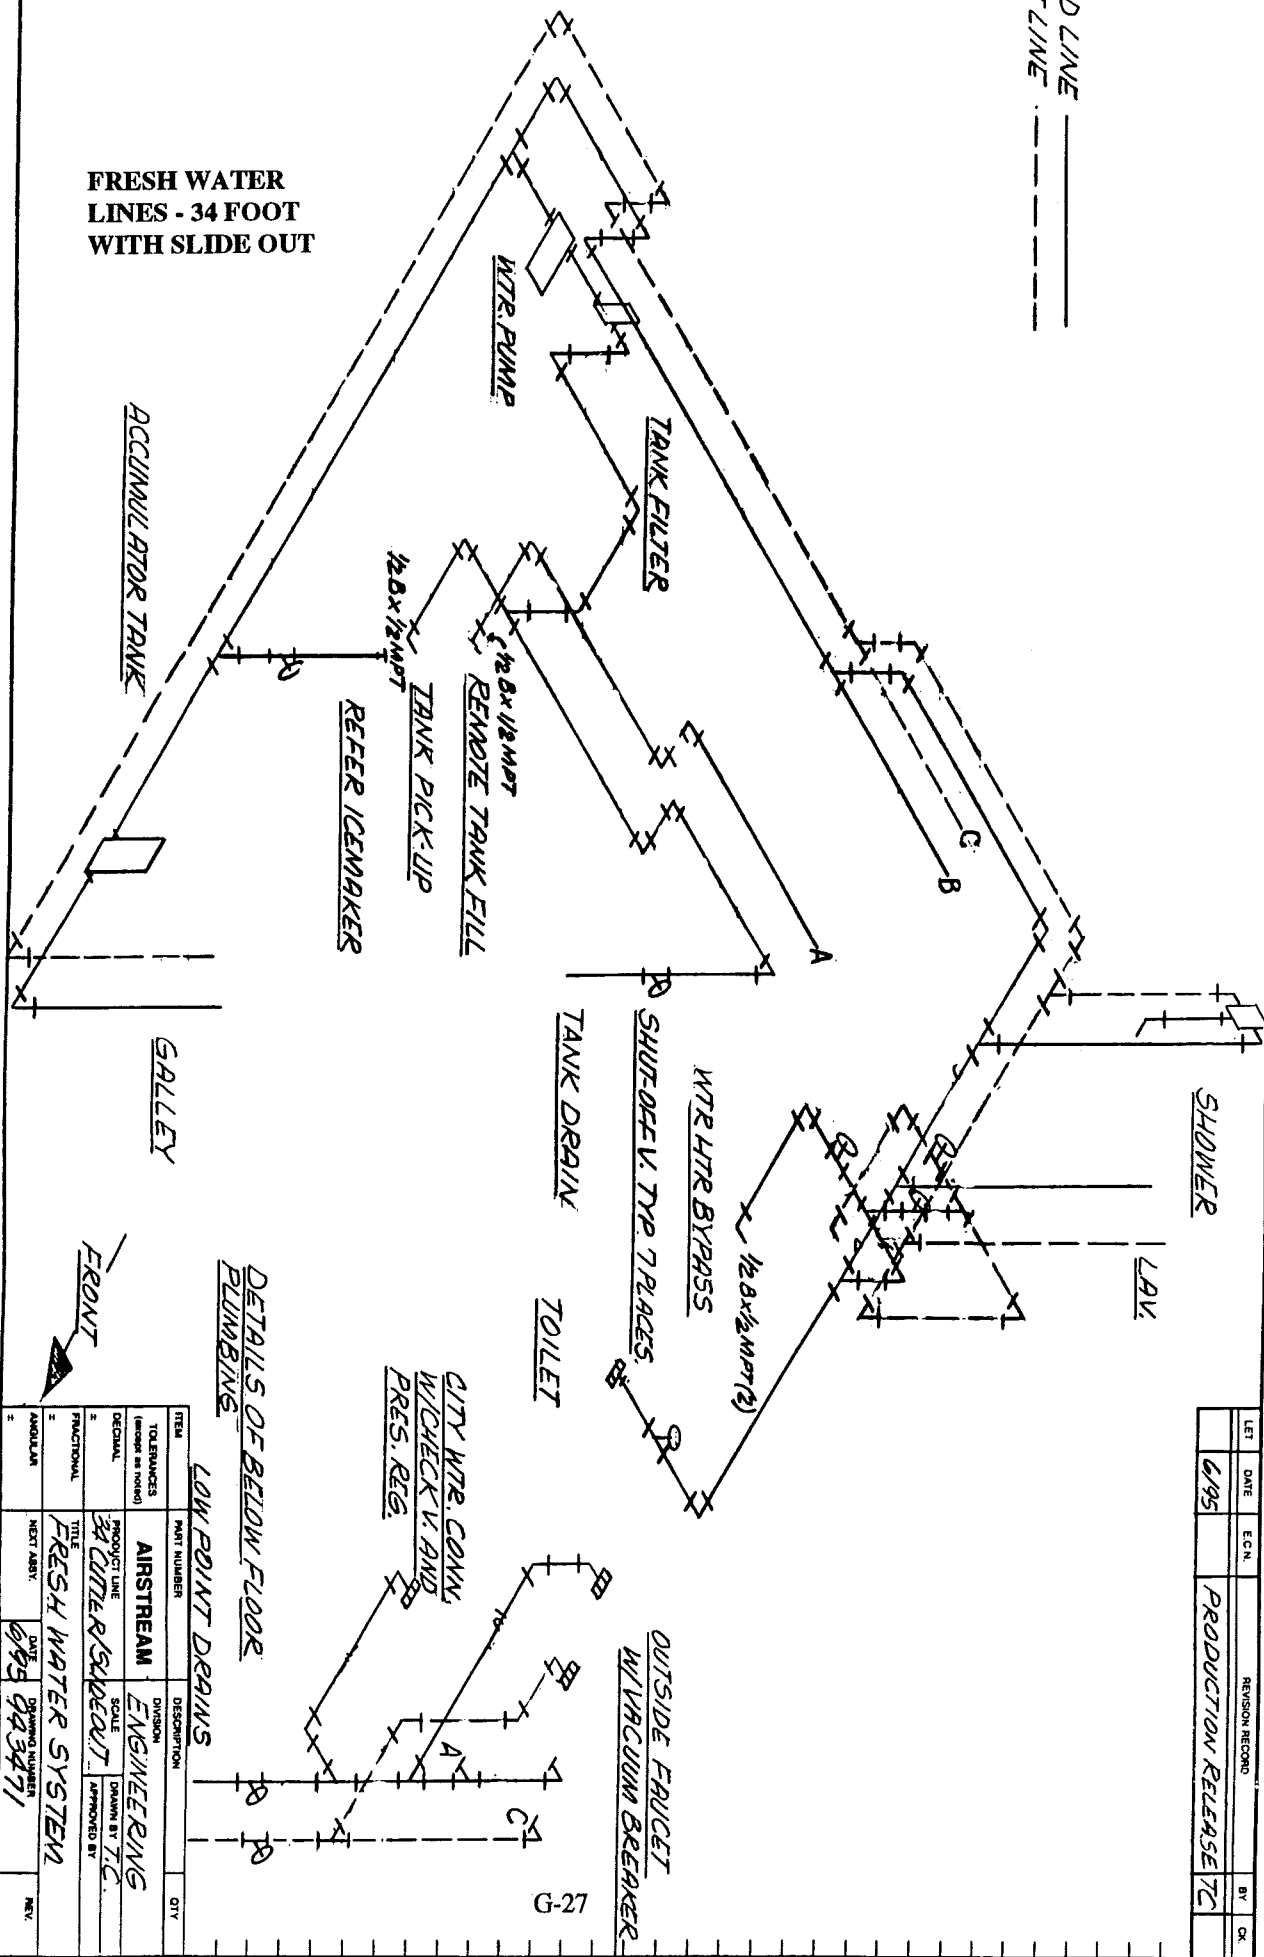 D LINE
T LINE
FRESH WATER
LINES - 34 FOOT
WITH SLIDE OUT
WTR. PUMP
TANK FILTER
ACCUMULATOR TANK
1/2 B x 1/2 MPT
TANK PICK-UP
1/2 B x 1/2 MPT
REMOTE TANK FILL
REFER ICEMAKER
C
B
A
GALLEY
TANK DRAIN
SHUT-OFF V. TYP. 7 PLACES.
WTR HTR BYPASS
1/2 B x 1/2 MPT (2)
SHOWER
LAV.
TOILET
FRONT
DETAILS OF BELOW FLOOR
PLUMBING
CITY WTR. CONN.
W/CHECK V. AND
PRES. REG.
OUTSIDE FAUCET
W/VACUUM BREAKER
A
C
LOW POINT DRAINS
LET DATE E.C.N. REVISION RECORD BY CK.
6/95 PRODUCTION RELEASE TC
ITEM PART NUMBER DESCRIPTION QTY
TOLERANCES
(except as noted)
AIRSTREAM
DIVISION
ENGINEERING
DECIMAL
±
PRODUCT LINE
34 CUTTER/SLIDEOUT
SCALE
DRAWN BY T.C.
APPROVED BY
FRACTIONAL
±
TITLE
FRESH WATER SYSTEM
ANGULAR
±
NEXT ASSY.
DATE
6/95
DRAWING NUMBER
REV.
G-27